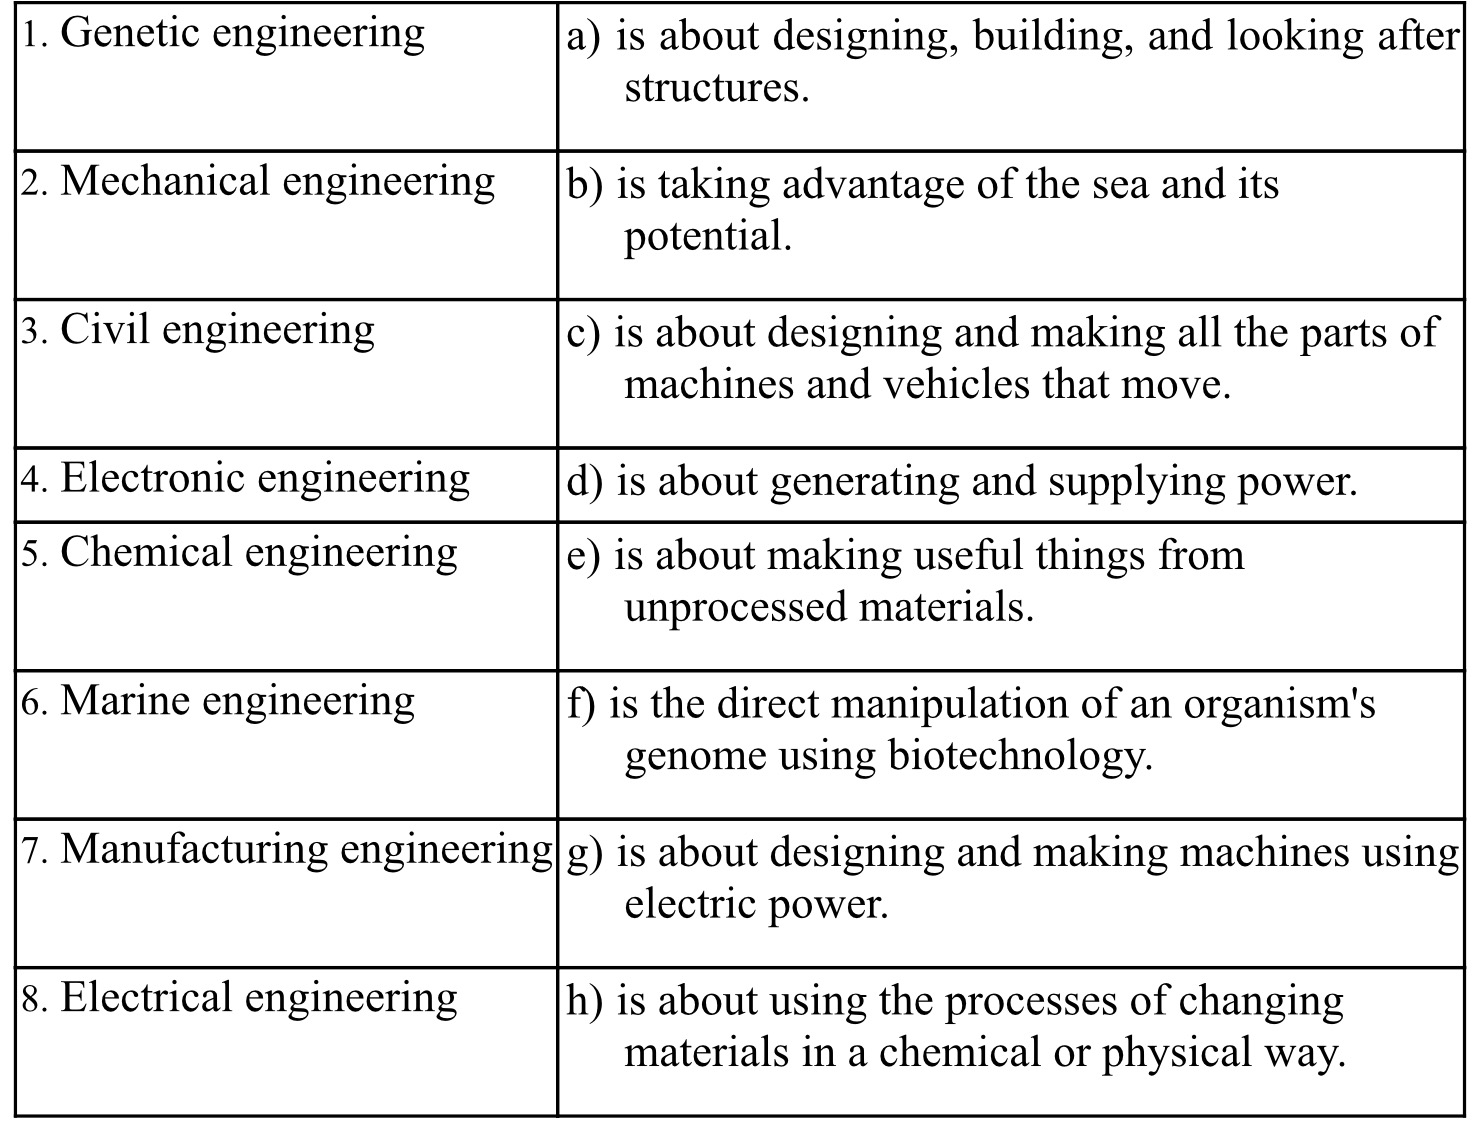 1. Genetic engineering
a) is about designing, building, and looking after
structures.
2. Mechanical engineering
b) is taking advantage of the sea and its
potential.
3. Civil engineering
c) is about designing and making all the parts of
machines and vehicles that move.
4. Electronic engineering
d) is about generating and supplying power.
5. Chemical engineering
e) is about making useful things from
unprocessed materials.
6. Marine engineering
f) is the direct manipulation of an organism's
genome using biotechnology.
7. Manufacturing engineering
g) is about designing and making machines using
electric power.
8. Electrical engineering
h) is about using the processes of changing
materials in a chemical or physical way.